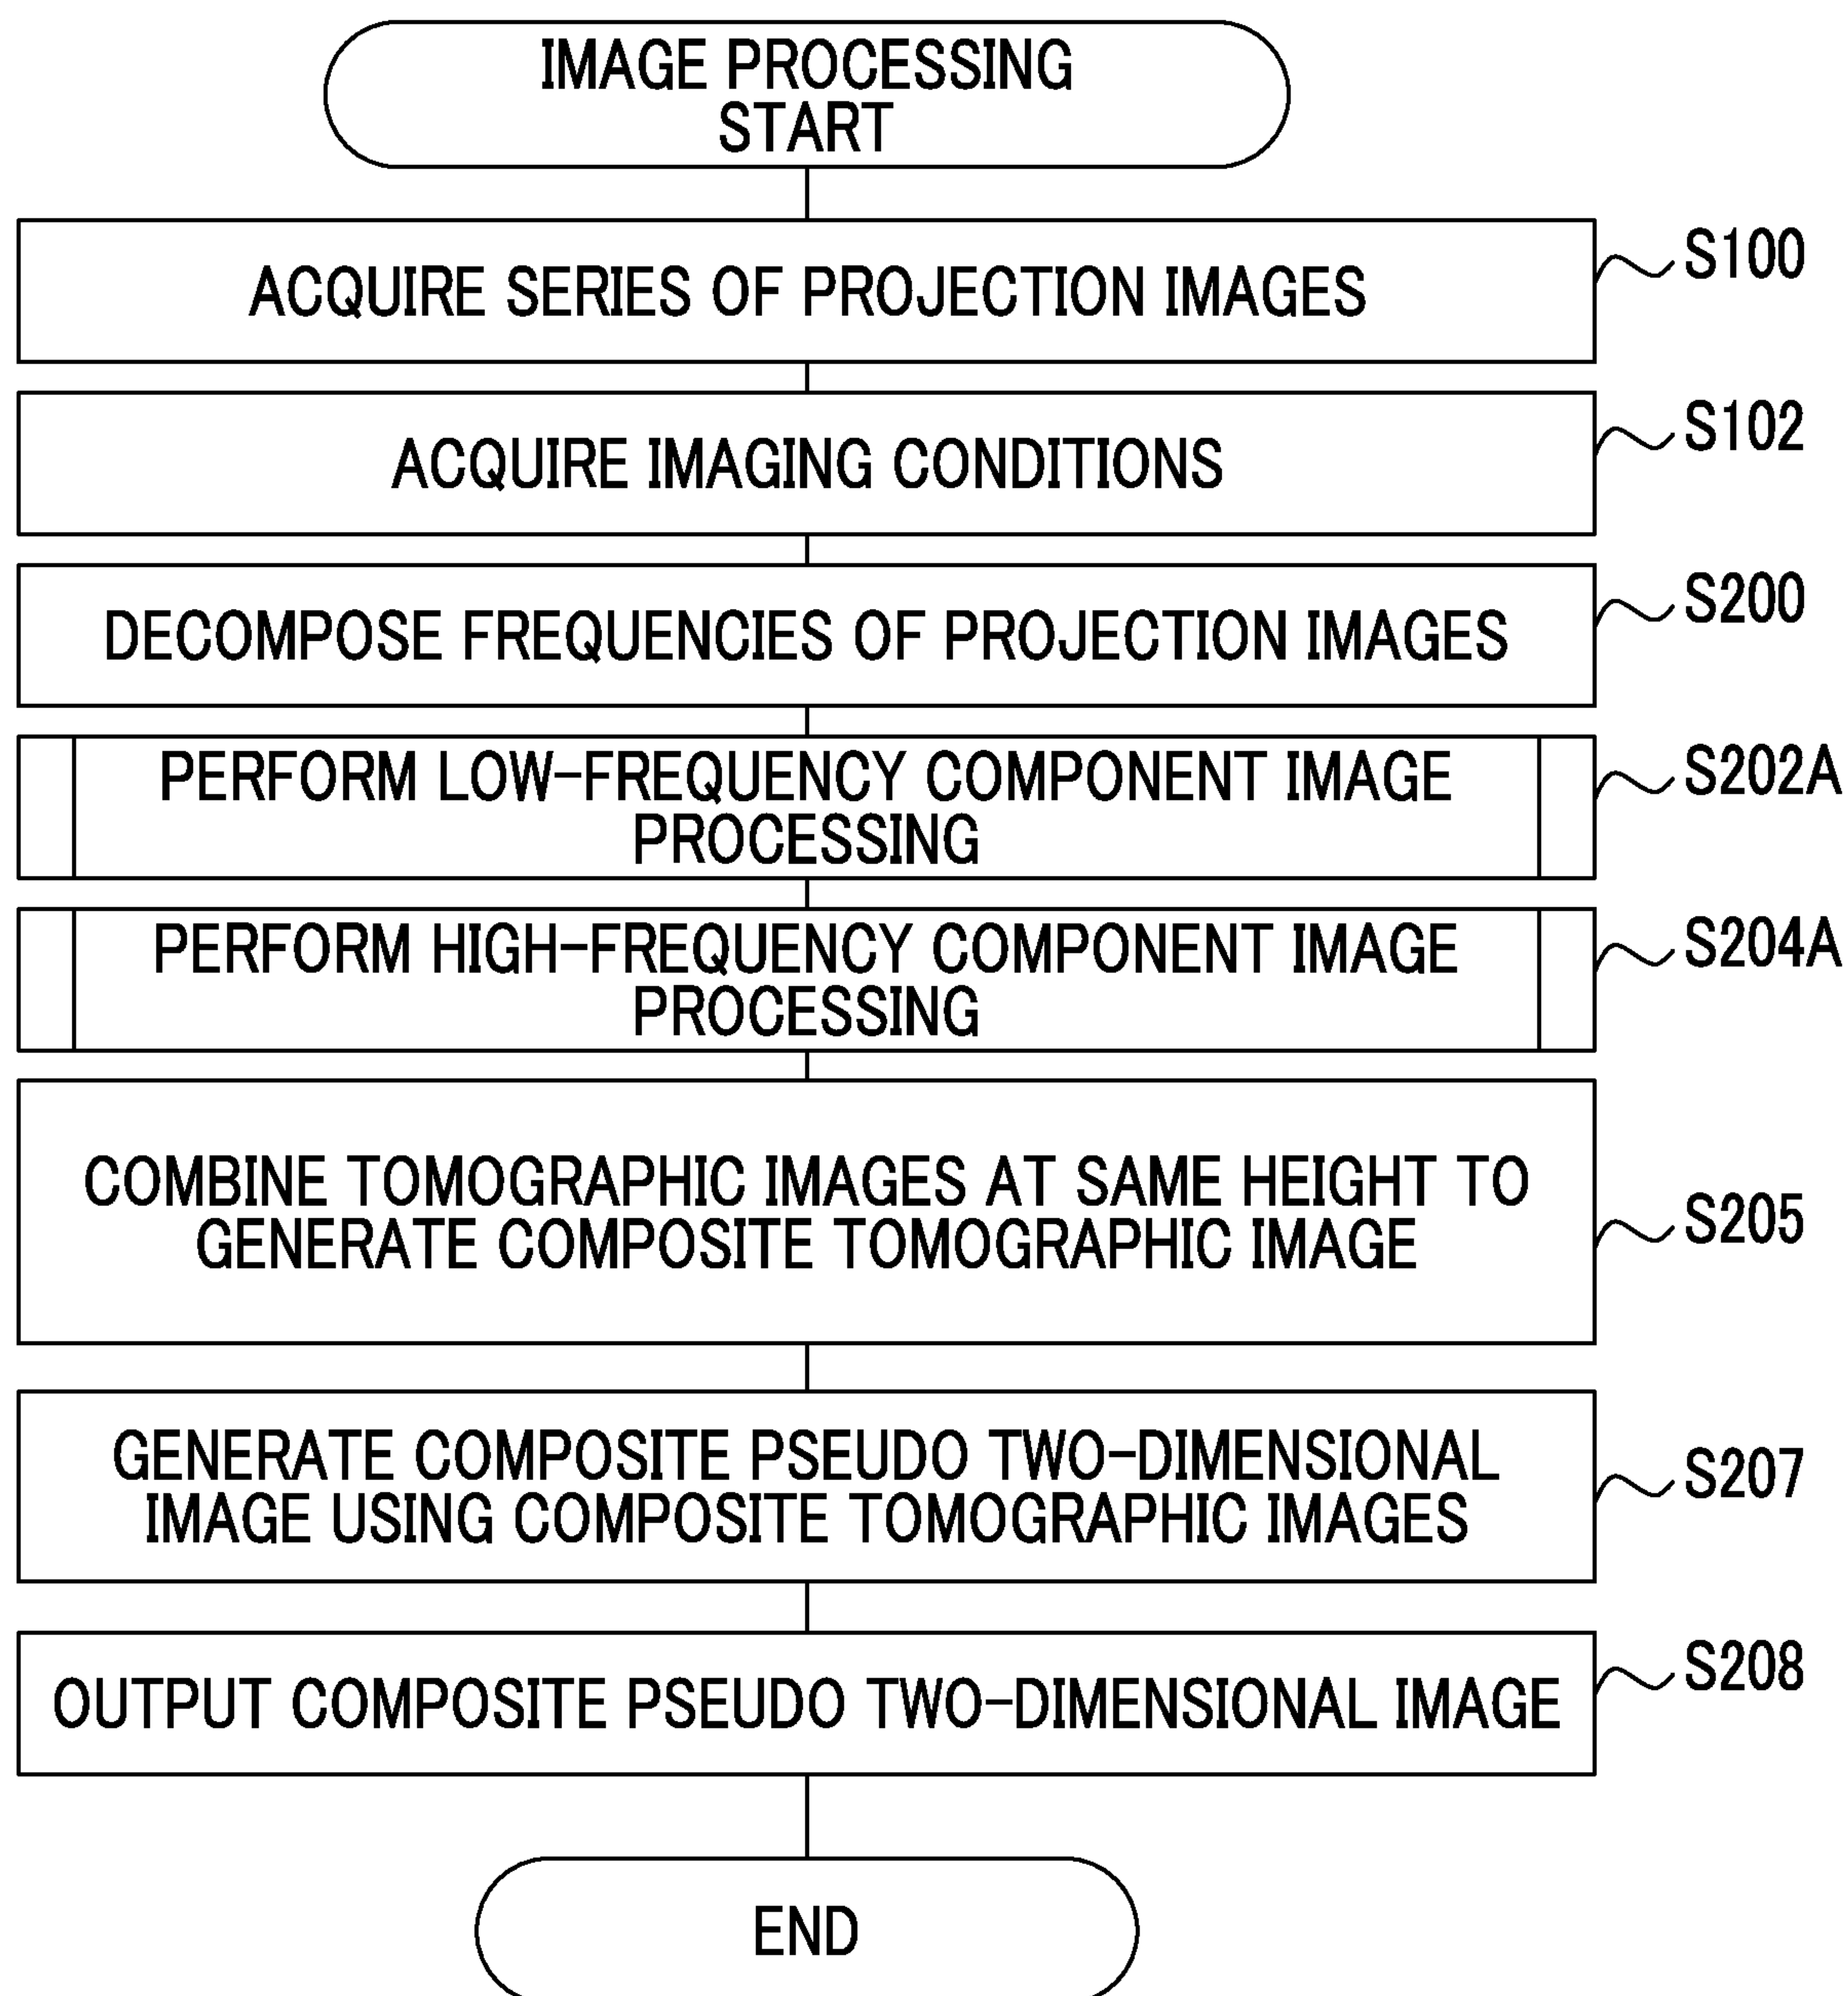 IMAGE PROCESSING
START
ACQUIRE SERIES OF PROJECTION IMAGES
S100
ACQUIRE IMAGING CONDITIONS
S102
DECOMPOSE FREQUENCIES OF PROJECTION IMAGES
S200
PERFORM LOW-FREQUENCY COMPONENT IMAGE
PROCESSING
S202A
PERFORM HIGH-FREQUENCY COMPONENT IMAGE
PROCESSING
S204A
COMBINE TOMOGRAPHIC IMAGES AT SAME HEIGHT TO
GENERATE COMPOSITE TOMOGRAPHIC IMAGE
S205
GENERATE COMPOSITE PSEUDO TWO-DIMENSIONAL
IMAGE USING COMPOSITE TOMOGRAPHIC IMAGES
S207
OUTPUT COMPOSITE PSEUDO TWO-DIMENSIONAL IMAGE
S208
END